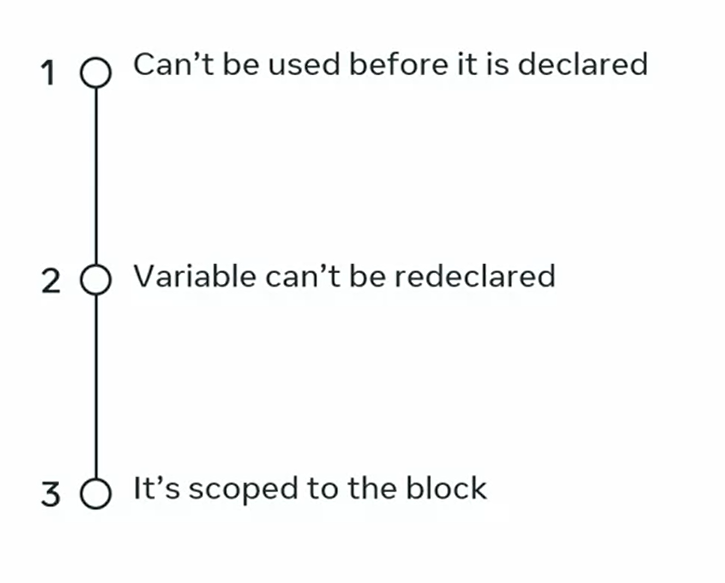 1 Can’t be used before it is declared
2 Variable can’t be redeclared
3 It’s scoped to the block